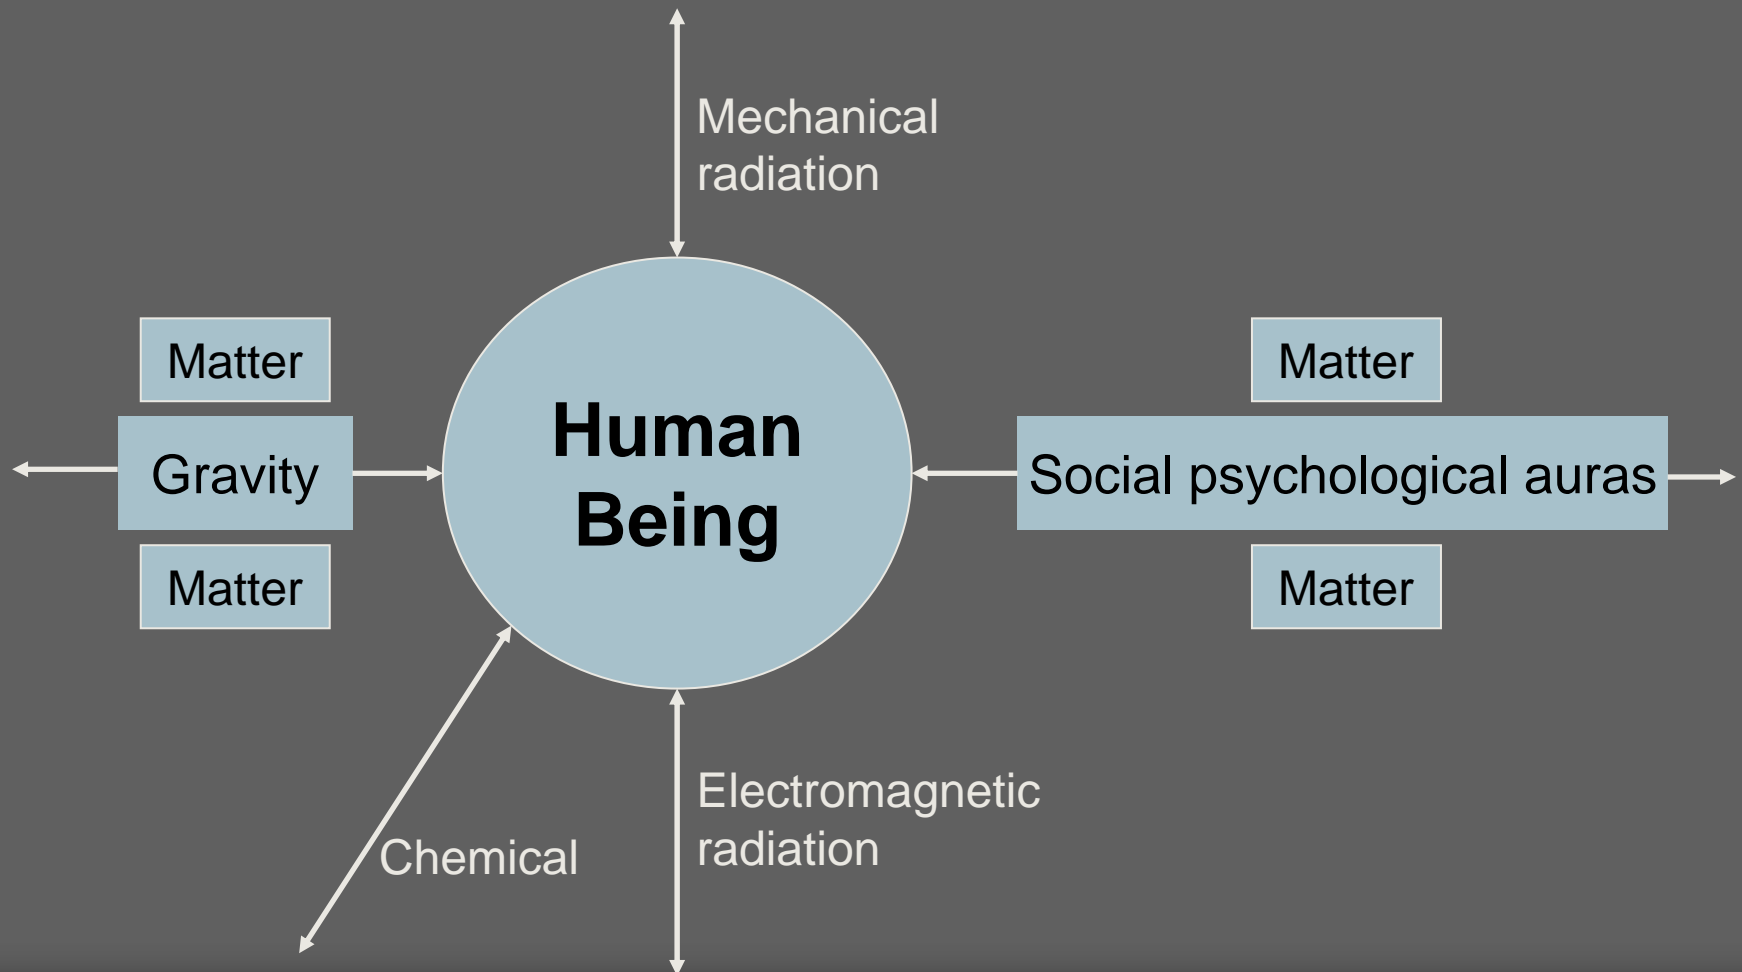 Mechanical
radiation
Matter
Matter
Human
Being
Gravity
Social psychological auras
Matter
Matter
Electromagnetic
radiation
Chemical